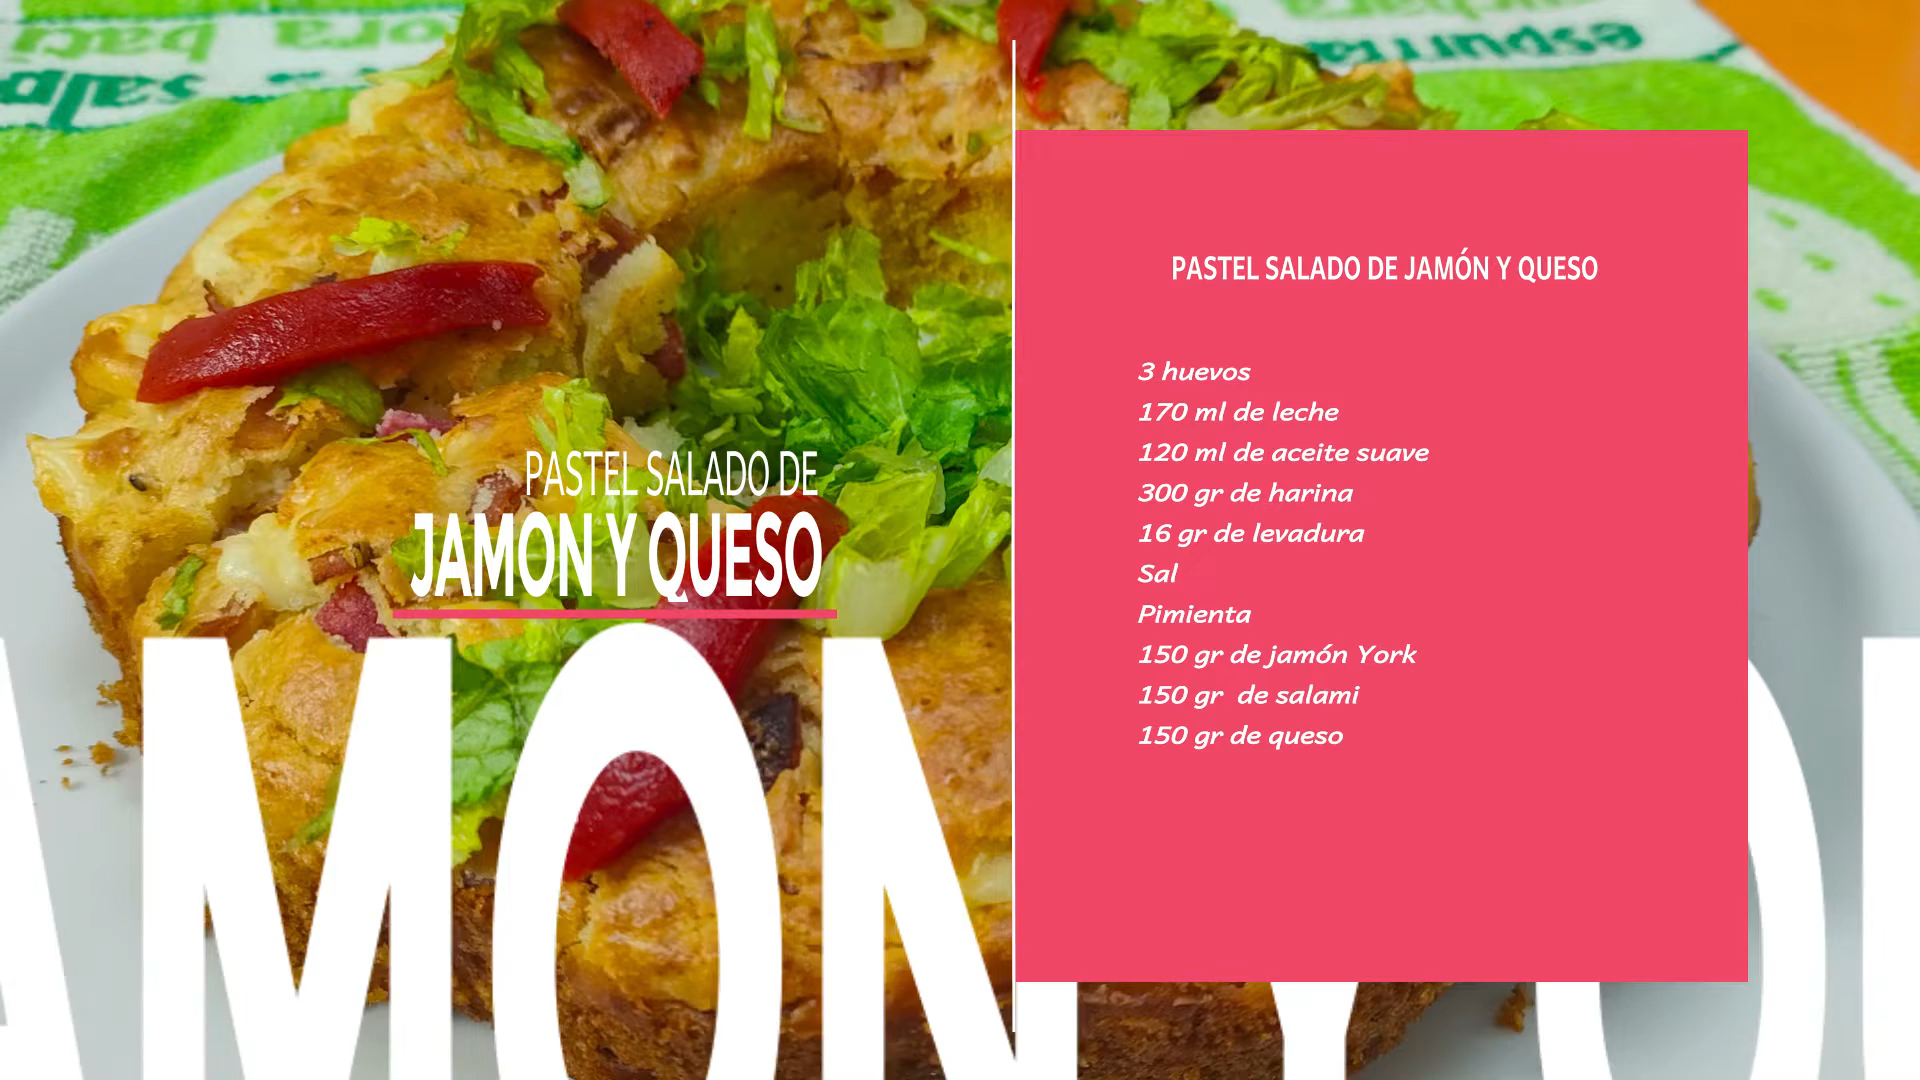 PASTEL SALADO DE
JAMON Y QUESO
PASTEL SALADO DE JAMÓN Y QUESO
3 huevos
170 ml de leche
120 ml de aceite suave
300 gr de harina
16 gr de levadura
Sal
Pimienta
150 gr de jamón York
150 gr  de salami
150 gr de queso
AMON Y QU